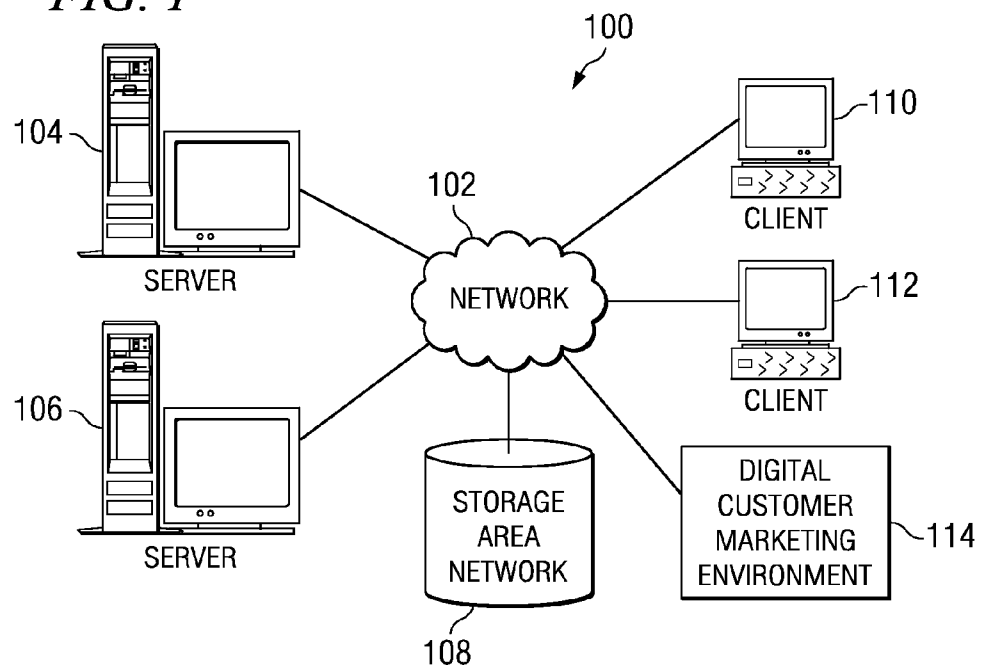 FIG. 1
100
104
SERVER
102
NETWORK
110
CLIENT
112
CLIENT
106
SERVER
STORAGE
AREA
NETWORK
108
DIGITAL
CUSTOMER
MARKETING
ENVIRONMENT
114